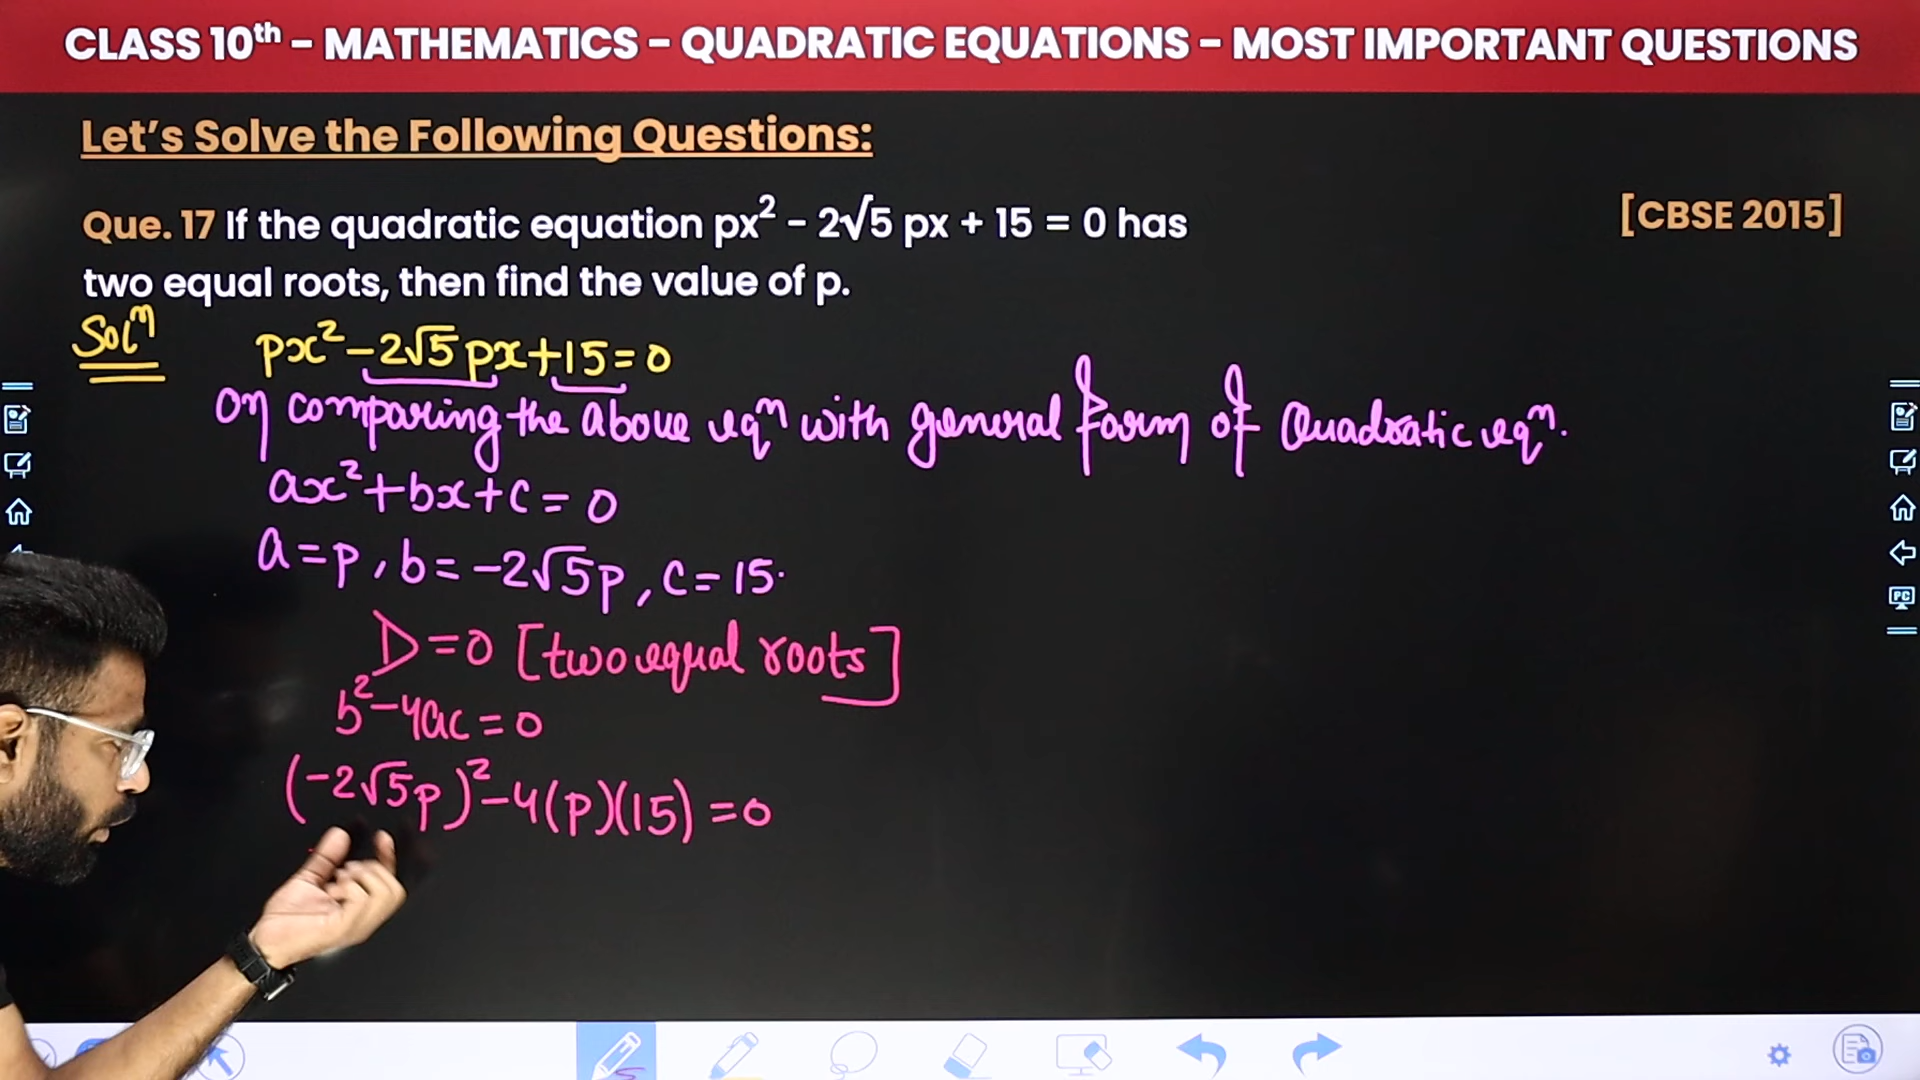 CLASS 10th - MATHEMATICS - QUADRATIC EQUATIONS - MOST IMPORTANT QUESTIONS
Let's Solve the Following Questions:
Que. 17 If the quadratic equation px² - 2√5 px + 15 = 0 has
[CBSE 2015]
two equal roots, then find the value of p.
Solⁿ
px² - 2√5 px + 15 = 0
On comparing the above eqⁿ with general form of Quadratic eqⁿ.
ax² + bx + c = 0
a = p, b = -2√5p, c = 15.
D = 0 [two equal roots]
b² - 4ac = 0
(-2√5p)² - 4(p)(15) = 0
PC